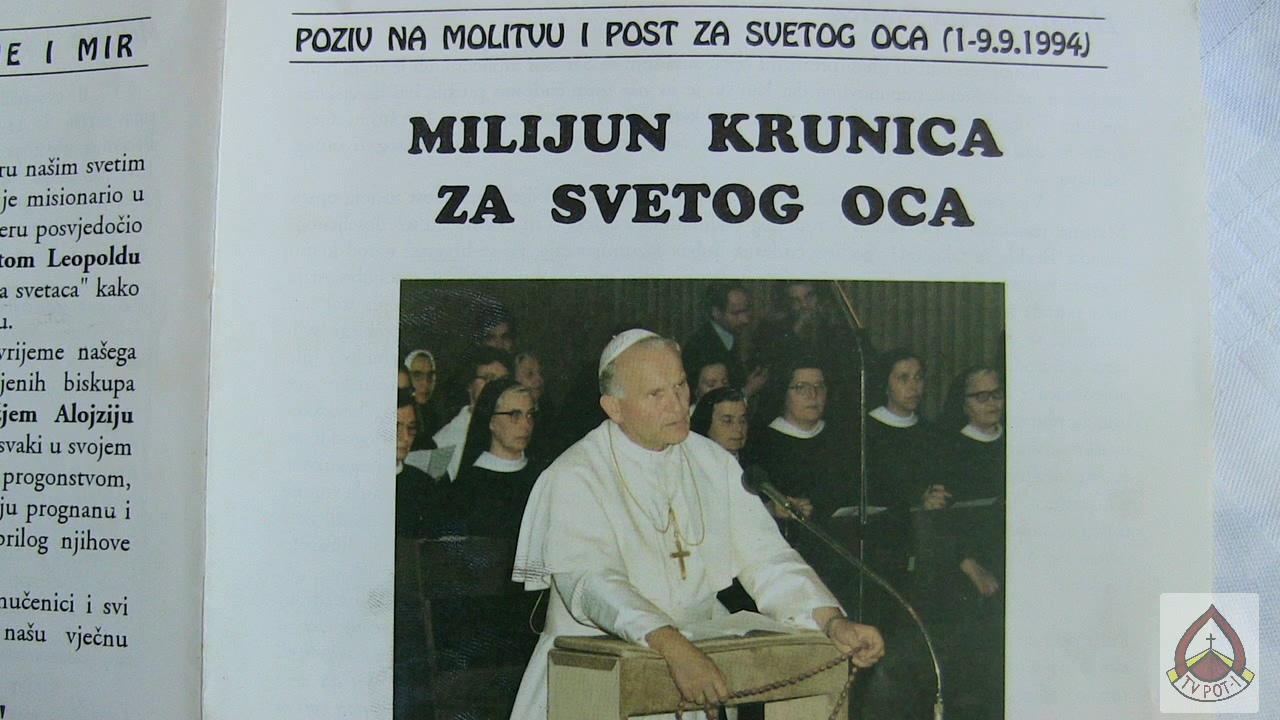 E I MIR
ru našim svetim
je misionario u
eru posvjedočio
tom Leopoldu
a svetaca" kako
u.
vrijeme našega
jenih biskupa
jem Alojziju
svaki u svojem
progonstvom,
ju prognanu i
prilog njihove
nučenici i svi
našu vječnu
POZIV NA MOLITVU I POST ZA SVETOG OCA (1-9.9.1994)
MILIJUN KRUNICA
ZA SVETOG OCA
TV POT-1